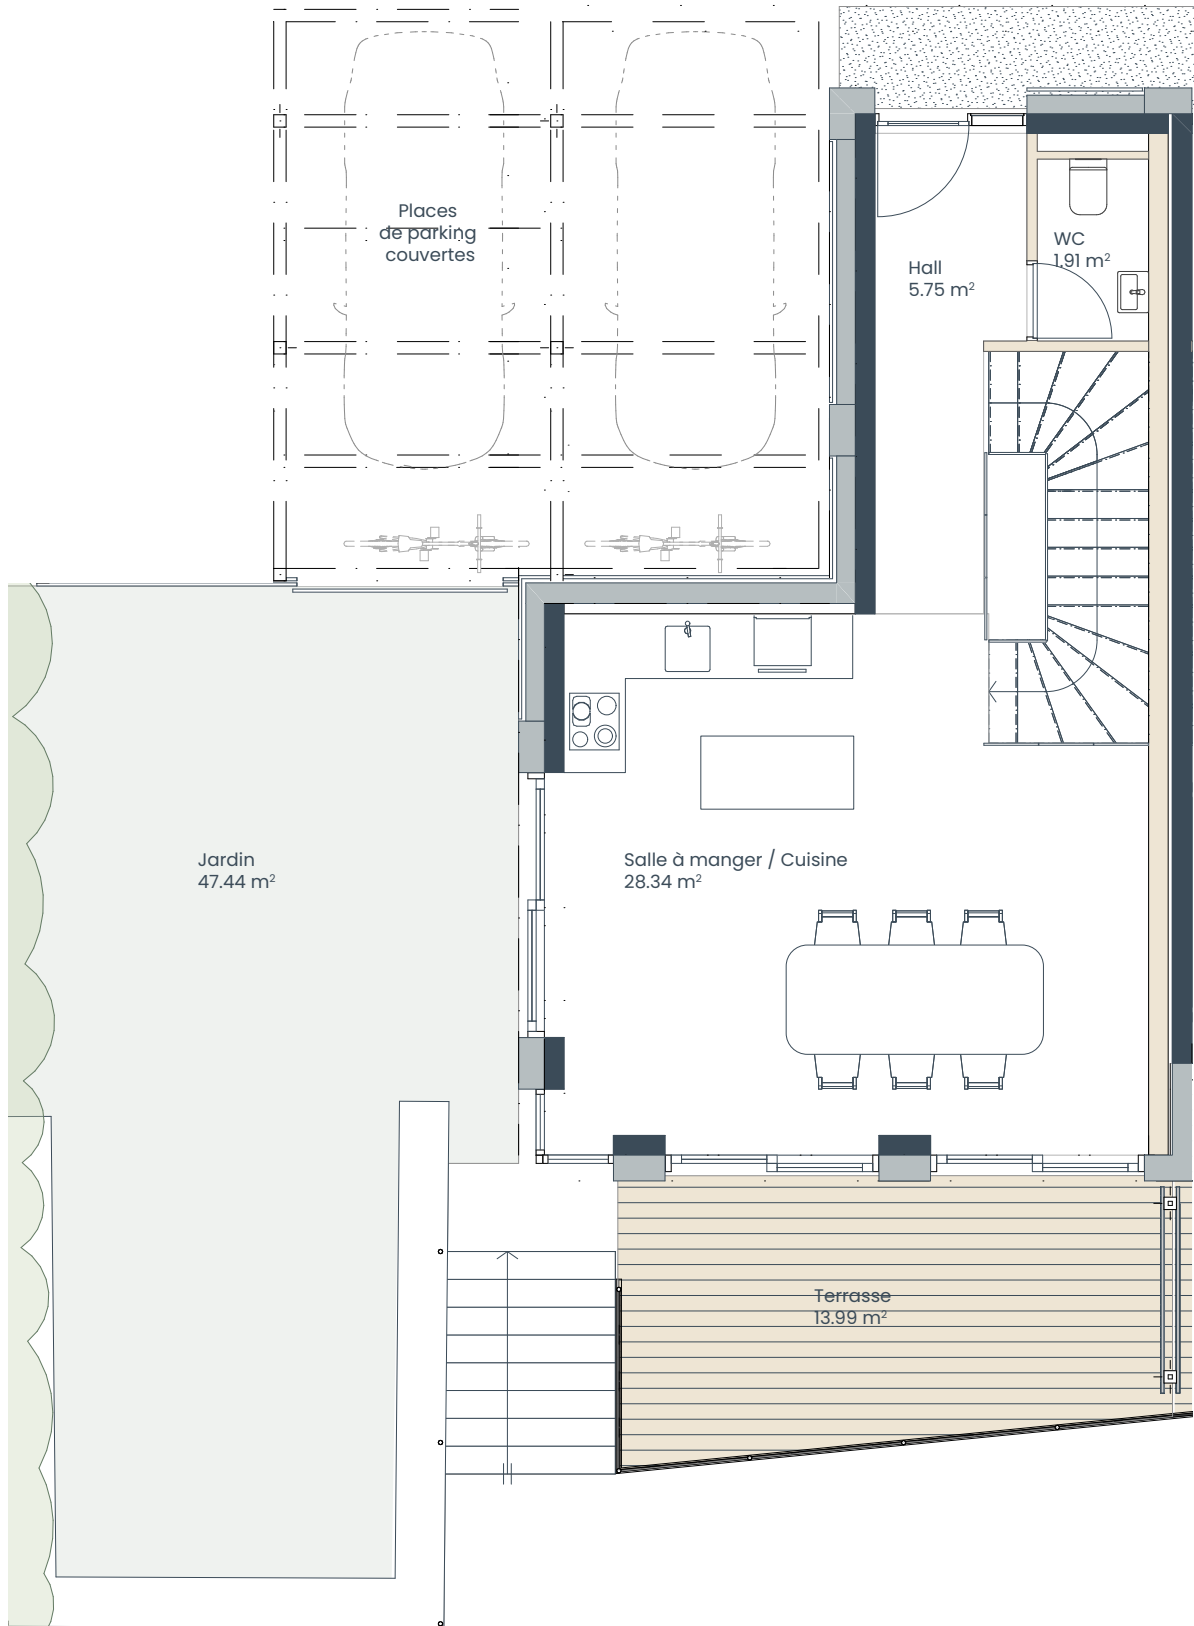 Places
de parking
couvertes
WC
1.91 m²
Hall
5.75 m²
Jardin
47.44 m²
Salle à manger / Cuisine
28.34 m²
Terrasse
13.99 m²